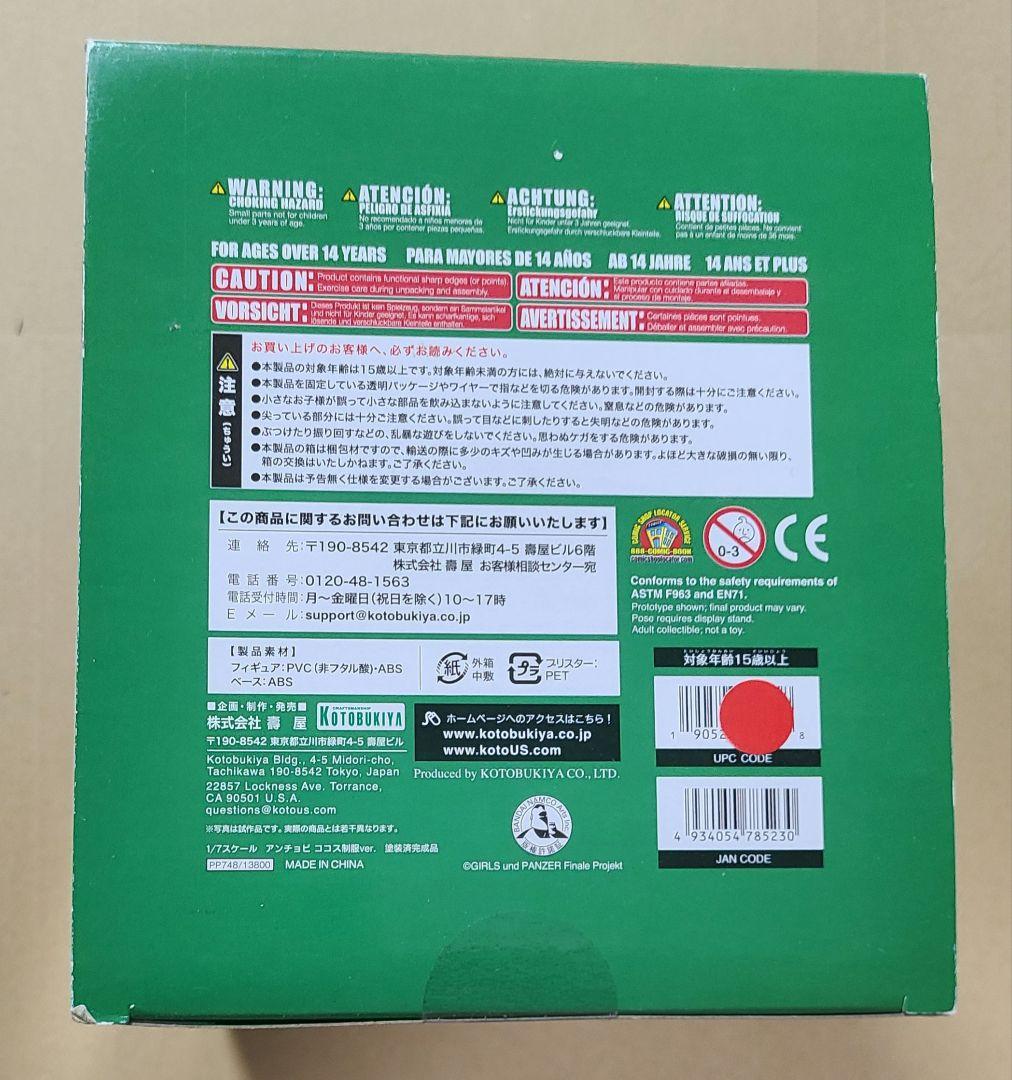 WARNING:
CHOKING HAZARD
Small parts not for children
under 3 years of age.
ATENCIÓN:
PELIGRO DE ASFIXIA
No recomendado a niños menores de
3 años por contener piezas pequeñas.
ACHTUNG:
Erstickungsgefahr
Nicht für Kinder unter 3 Jahren geeignet.
Erstickungsgefahr durch verschluckbare Kleinteile.
ATTENTION:
RISQUE DE SUFFOCATION
Contient de petites pièces. Ne convient
pas à un enfant de moins de 36 mois.
FOR AGES OVER 14 YEARS PARA MAYORES DE 14 AÑOS AB 14 JAHRE 14 ANS ET PLUS
CAUTION: Product contains functional sharp edges (or points).
Exercise care during unpacking and assembly.
ATENCIÓN: Este producto contiene partes afiladas.
Manipular con cuidado durante el desembalaje y
el proceso de montaje.
VORSICHT: Dieses Produkt ist kein Spielzeug, sondern ein Sammelartikel
und nicht für Kinder geeignet. Es kann scharfkantige, sich
lösende und verschluckbare Kleinteile enthalten.
AVERTISSEMENT: Certaines pièces sont pointues.
Déballer et assembler avec précaution.
注意(ちゅうい)
お買い上げのお客様へ、必ずお読みください。
●本製品の対象年齢は15歳以上です。対象年齢未満の方には、絶対に与えないでください。
●本製品を固定している透明パッケージやワイヤーで指などを切る危険があります。開封する際は十分にご注意ください。
●小さなお子様が誤って小さな部品を飲み込まないように注意してください。窒息などの危険があります。
●尖っている部分には十分ご注意ください。誤って目などに刺したりすると失明などの危険があります。
●ぶつけたり振り回すなどの、乱暴な遊びをしないでください。思わぬケガをする危険があります。
●本製品の箱は梱包材ですので、輸送の際に多少のキズや凹みが生じる場合があります。よほど大きな破損の無い限り、
箱の交換はいたしかねます。ご了承ください。
●本製品は予告無く仕様を変更する場合がございます。ご了承ください。
【この商品に関するお問い合わせは下記にお願いいたします】
連絡先:〒190-8542 東京都立川市緑町4-5 壽屋ビル6階
株式会社 壽屋 お客様相談センター宛
電話番号:0120-48-1563
電話受付時間:月～金曜日(祝日を除く)10～17時
Eメール:support@kotobukiya.co.jp
COMIC SHOP LOCATOR SERVICE
888-COMIC-BOOK
comicshoplocator.com
0-3
CE
Conforms to the safety requirements of
ASTM F963 and EN71.
Prototype shown; final product may vary.
Pose requires display stand.
Adult collectible; not a toy.
【製品素材】
フィギュア:PVC(非フタル酸)・ABS
ベース:ABS
紙
外箱
中敷
プラ
ブリスター:
PET
対象年齢15歳以上
1 9052 8
UPC CODE
4 934054 785230
JAN CODE
■企画・制作・発売■
株式会社 壽屋
CRAFTSMANSHIP
KOTOBUKIYA
〒190-8542 東京都立川市緑町4-5 壽屋ビル
Kotobukiya Bldg., 4-5 Midori-cho,
Tachikawa 190-8542 Tokyo, Japan
22857 Lockness Ave. Torrance,
CA 90501 U.S.A.
questions@kotous.com
ホームページへのアクセスはこちら!
www.kotobukiya.co.jp
www.kotoUS.com
Produced by KOTOBUKIYA CO., LTD.
※写真は試作品です。実際の商品とは若干異なります。
1/7スケール アンチョビ ココス制服ver. 塗装済完成品
PP748/13800 MADE IN CHINA
BANDAI NAMCO Arts Inc.
版権許諾証
©GIRLS und PANZER Finale Projekt